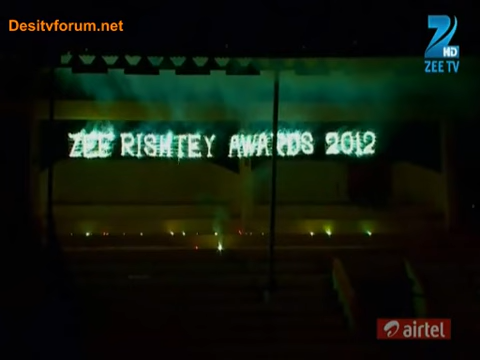 Desitvforum.net
Z
HD
ZEE TV
ZEE RISHTEY AWARDS 2012
airtel